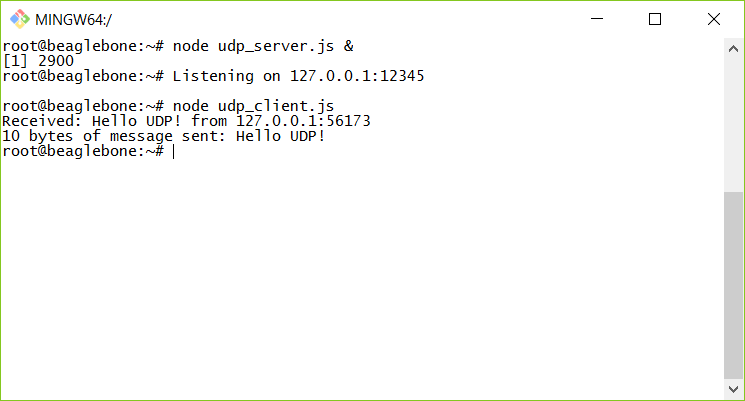 MINGW64:/
root@beaglebone:~# node udp_server.js &
[1] 2900
root@beaglebone:~# Listening on 127.0.0.1:12345
root@beaglebone:~# node udp_client.js
Received: Hello UDP! from 127.0.0.1:56173
10 bytes of message sent: Hello UDP!
root@beaglebone:~#